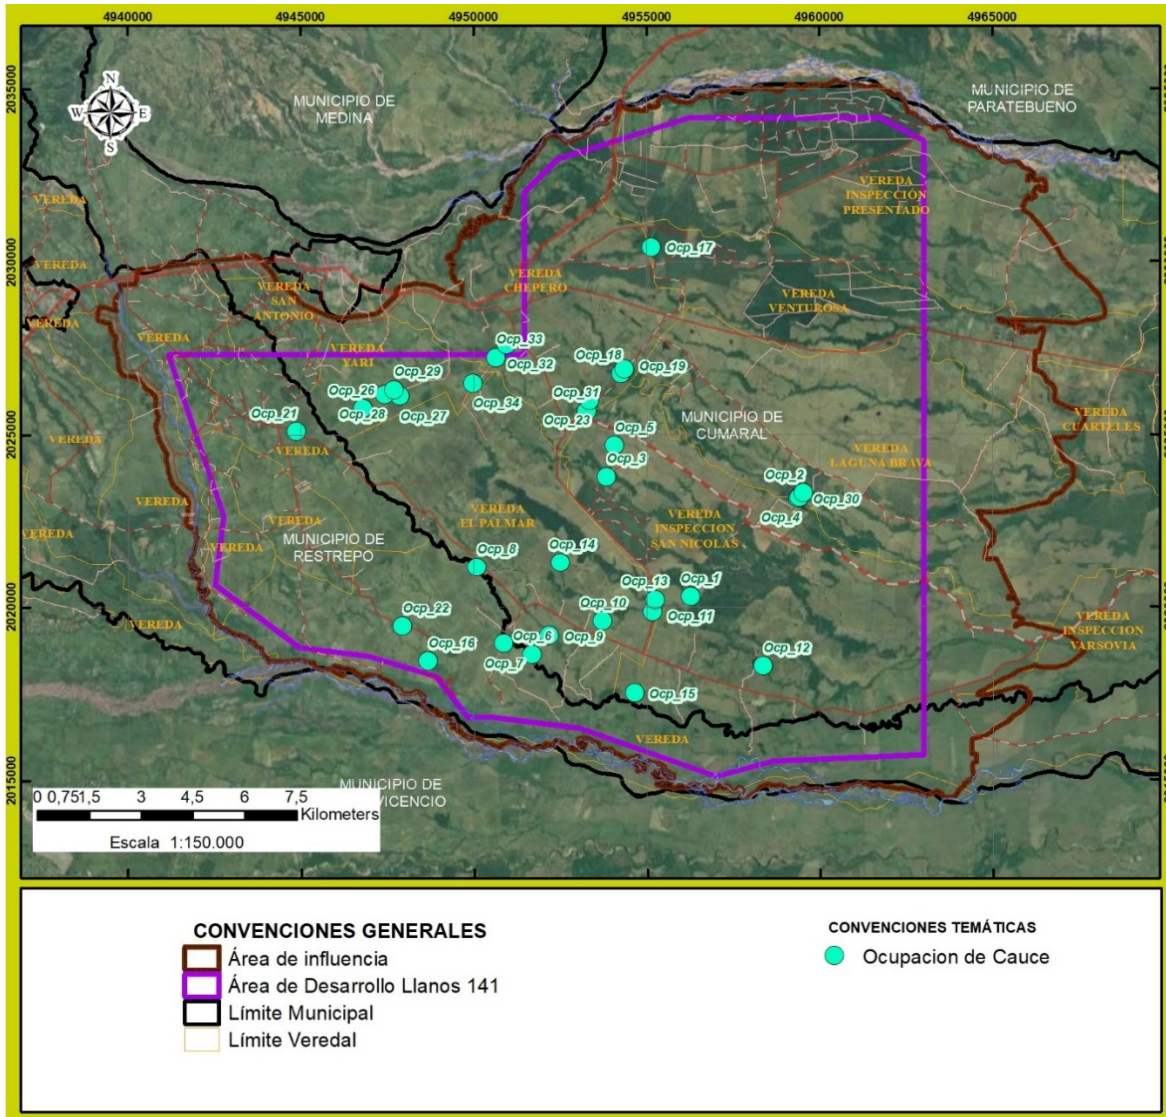 4940000 4945000 4950000 4955000 4960000 4965000
2035000
2030000
2025000
2020000
2015000
N
W E
S
MUNICIPIO DE
MEDINA
MUNICIPIO DE
PARATEBUENO
VEREDA
VEREDA
INSPECCIÓN
PRESENTADO
VEREDA
VEREDA
CHEPERO
VEREDA
SAN
ANTONIO
VEREDA
VENTUROSA
VEREDA
VEREDA
VEREDA
YARI
Ocp_17
Ocp_33
Ocp_32
Ocp_18
Ocp_19
Ocp_29
Ocp_26
Ocp_34
Ocp_31
Ocp_28
Ocp_27
Ocp_23
Ocp_21
Ocp_5
MUNICIPIO DE
CUMARAL
VEREDA
CUARTELES
VEREDA
VEREDA
VEREDA
LAGUNA BRAVA
Ocp_3
Ocp_2
Ocp_30
Ocp_4
VEREDA
VEREDA
VEREDA
EL PALMAR
VEREDA
INSPECCION
SAN NICOLAS
VEREDA
VEREDA
MUNICIPIO DE
RESTREPO
Ocp_8
Ocp_14
Ocp_13
Ocp_1
Ocp_10
Ocp_11
Ocp_22
Ocp_6
Ocp_9
Ocp_16
Ocp_7
Ocp_12
Ocp_15
VEREDA
VEREDA
INSPECCION
VARSOVIA
VEREDA
MUNICIPIO DE
VICENCIO
0 0,75 1,5 3 4,5 6 7,5
Kilometers
Escala 1:150.000
CONVENCIONES GENERALES
Área de influencia
Área de Desarrollo Llanos 141
Límite Municipal
Límite Veredal
CONVENCIONES TEMÁTICAS
Ocupacion de Cauce